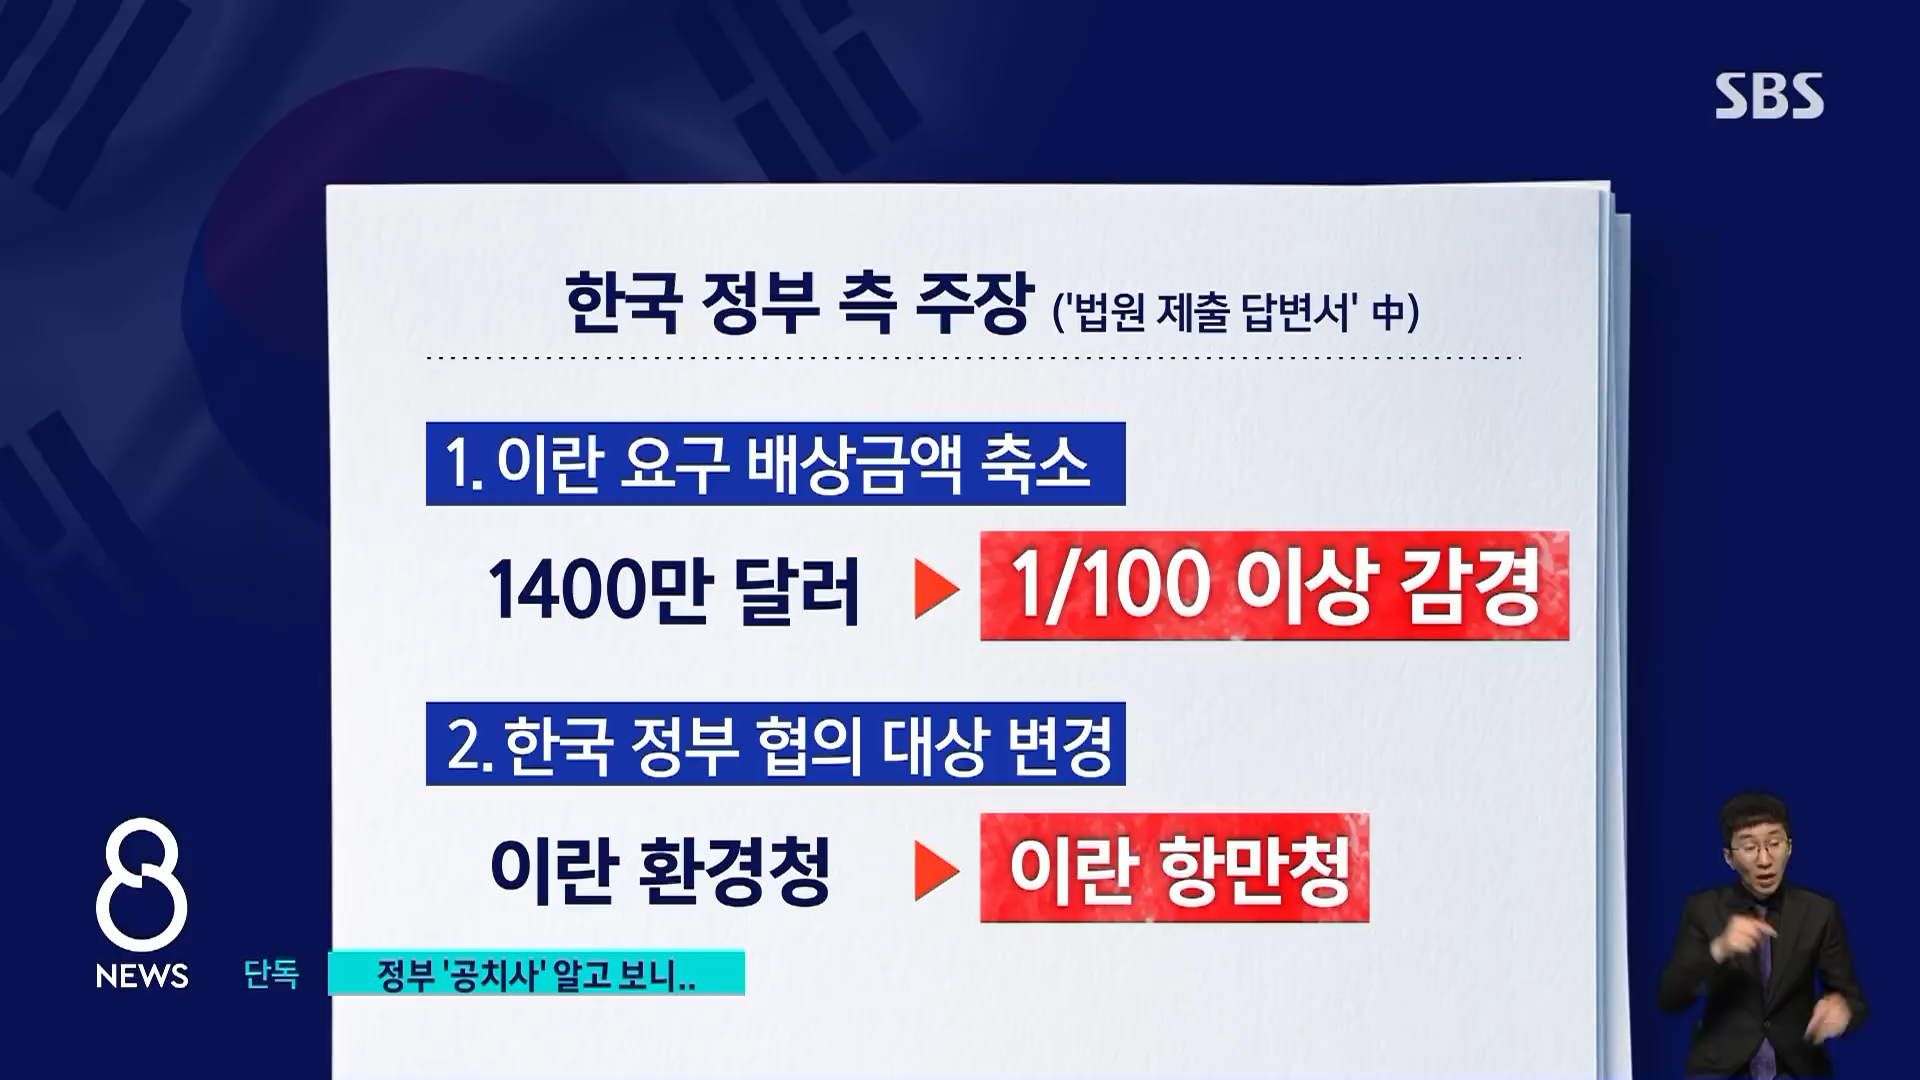 SBS
한국 정부 측 주장 ('법원 제출 답변서' 中)
1. 이란 요구 배상금액 축소
1400만 달러 ▶ 1/100 이상 감경
2. 한국 정부 협의 대상 변경
이란 환경청 ▶ 이란 항만청
8 NEWS
단독 정부 '공치사' 알고 보니..